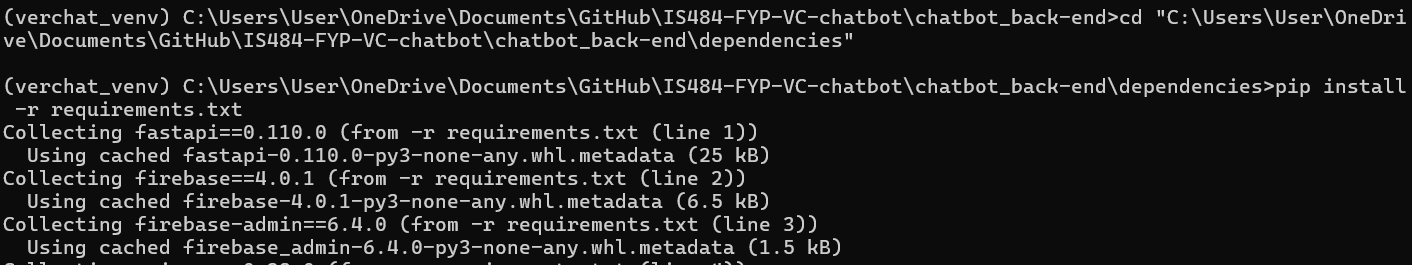 (verchat_venv) C:\Users\User\OneDrive\Documents\GitHub\IS484-FYP-VC-chatbot\chatbot_back-end>cd "C:\Users\User\OneDri
ve\Documents\GitHub\IS484-FYP-VC-chatbot\chatbot_back-end\dependencies"
(verchat_venv) C:\Users\User\OneDrive\Documents\GitHub\IS484-FYP-VC-chatbot\chatbot_back-end\dependencies>pip install
 -r requirements.txt
Collecting fastapi==0.110.0 (from -r requirements.txt (line 1))
  Using cached fastapi-0.110.0-py3-none-any.whl.metadata (25 kB)
Collecting firebase==4.0.1 (from -r requirements.txt (line 2))
  Using cached firebase-4.0.1-py3-none-any.whl.metadata (6.5 kB)
Collecting firebase-admin==6.4.0 (from -r requirements.txt (line 3))
  Using cached firebase_admin-6.4.0-py3-none-any.whl.metadata (1.5 kB)